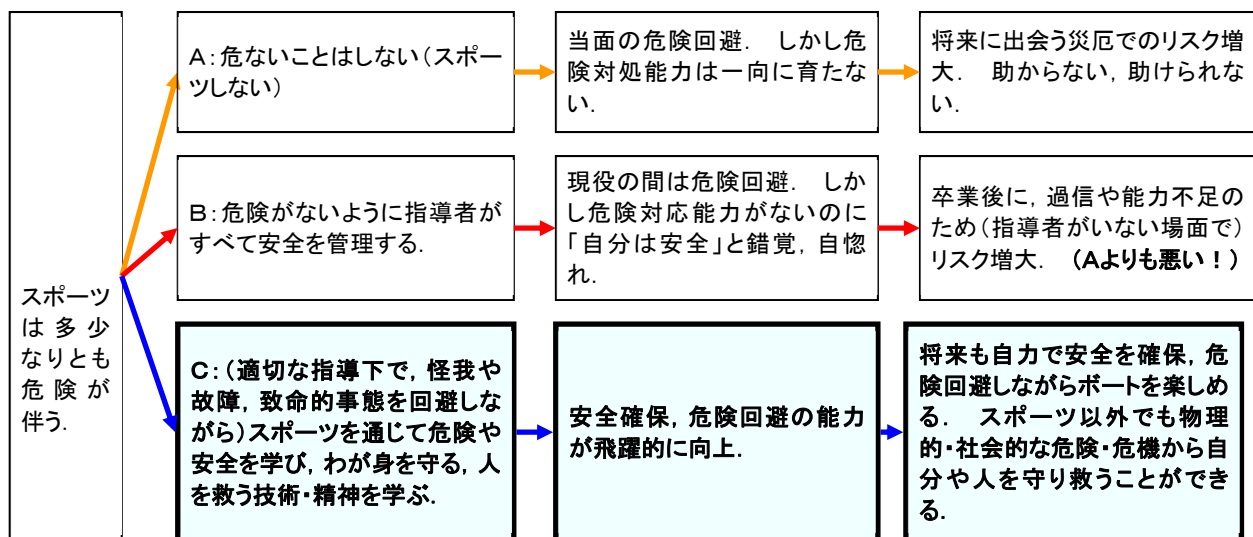 スポーツ
は多少
なりとも
危険が
伴う．
A：危ないことはしない（スポー
ツしない）
当面の危険回避．　しかし危
険対処能力は一向に育たな
い．
将来に出会う災厄でのリスク増
大．　助からない，助けられな
い．
B：危険がないように指導者が
すべて安全を管理する．
現役の間は危険回避．　しか
し危険対応能力がないのに
「自分は安全」と錯覚，自惚
れ．
卒業後に，過信や能力不足の
ため（指導者がいない場面で）
リスク増大．　（Aよりも悪い！）
C：（適切な指導下で，怪我や
故障，致命的事態を回避しな
がら）スポーツを通じて危険や
安全を学び，わが身を守る，人
を救う技術・精神を学ぶ．
安全確保，危険回避の能力
が飛躍的に向上．
将来も自力で安全を確保，危
険回避しながらボートを楽しめ
る．　スポーツ以外でも物理
的・社会的な危険・危機から自
分や人を守り救うことができ
る．